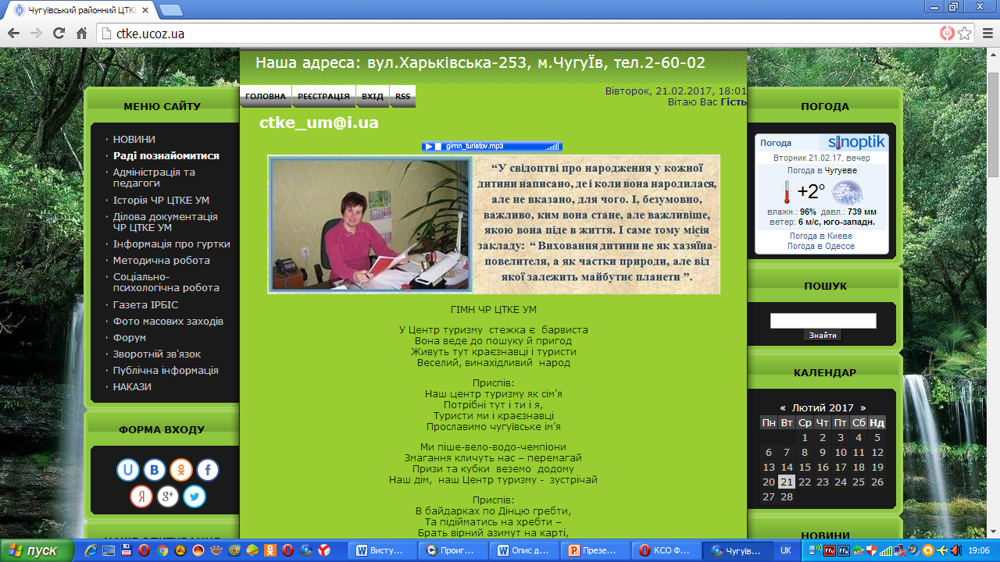 Чугуївський районний ЦТК
ctke.ucoz.ua
Наша адреса: вул.Харьківська-253, м.ЧугуЇв, тел.2-60-02
ГОЛОВНА РЕЄСТРАЦІЯ ВХІД RSS
Вівторок, 21.02.2017, 18:01
Вітаю Вас Гість
ctke_um@i.ua
gimn_turistov.mp3
МЕНЮ САЙТУ
НОВИНИ
Раді познайомитися
Адміністрація та
педагоги
Історія ЧР ЦТКЕ УМ
Ділова документація
ЧР ЦТКЕ УМ
Інформація про гуртки
Методична робота
Соціально-
психологічна робота
Газета ІРБІС
Фото масових заходів
Форум
Зворотній зв'язок
Публічна інформація
НАКАЗИ
ФОРМА ВХОДУ
“У свідоцтві про народження у кожної
дитини написано, де і коли вона народилася,
але не вказано, для чого. І, безумовно,
важливо, ким вона стане, але важливіше,
якою вона піде в життя. І саме тому місія
закладу: “ Виховання дитини не як хазяїна-
повелителя, а як частки природи, але від
якої залежить майбутнє планети ”.
ГІМН ЧР ЦТКЕ УМ
У Центр туризму стежка є барвиста
Вона веде до пошуку й пригод
Живуть тут краєзнавці і туристи
Веселий, винахідливий народ
Приспів:
Наш центр туризму як сім’я
Потрібні тут і ти і я,
Туристи ми і краєзнавці
Прославимо чугуївське ім’я
Ми піше-вело-водо-чемпіони
Змагання кличуть нас – перемагай
Призи та кубки веземо додому
Наш дім, наш Центр туризму - зустрічай
Приспів:
В байдарках по Дінцю гребти,
Та підійматись на хребти –
Брать вірний азимут на карті,
ПОГОДА
Погода sinoptik
Вторник 21.02.17, вечер
Погода в Чугуеве
+2°
влажн.: 96% давл.: 739 мм
ветер: 6 м/с, юго-западн.
Погода в Киеве
Погода в Одессе
ПОШУК
Знайти
КАЛЕНДАР
« Лютий 2017 »
Пн Вт Ср Чт Пт Сб Нд
1 2 3 4 5
6 7 8 9 10 11 12
13 14 15 16 17 18 19
20 21 22 23 24 25 26
27 28
НОВИНИ
пуск
Висту...
Проиг...
Опис д...
Презе...
КСО Ф...
Чугуїв...
UK
19:06